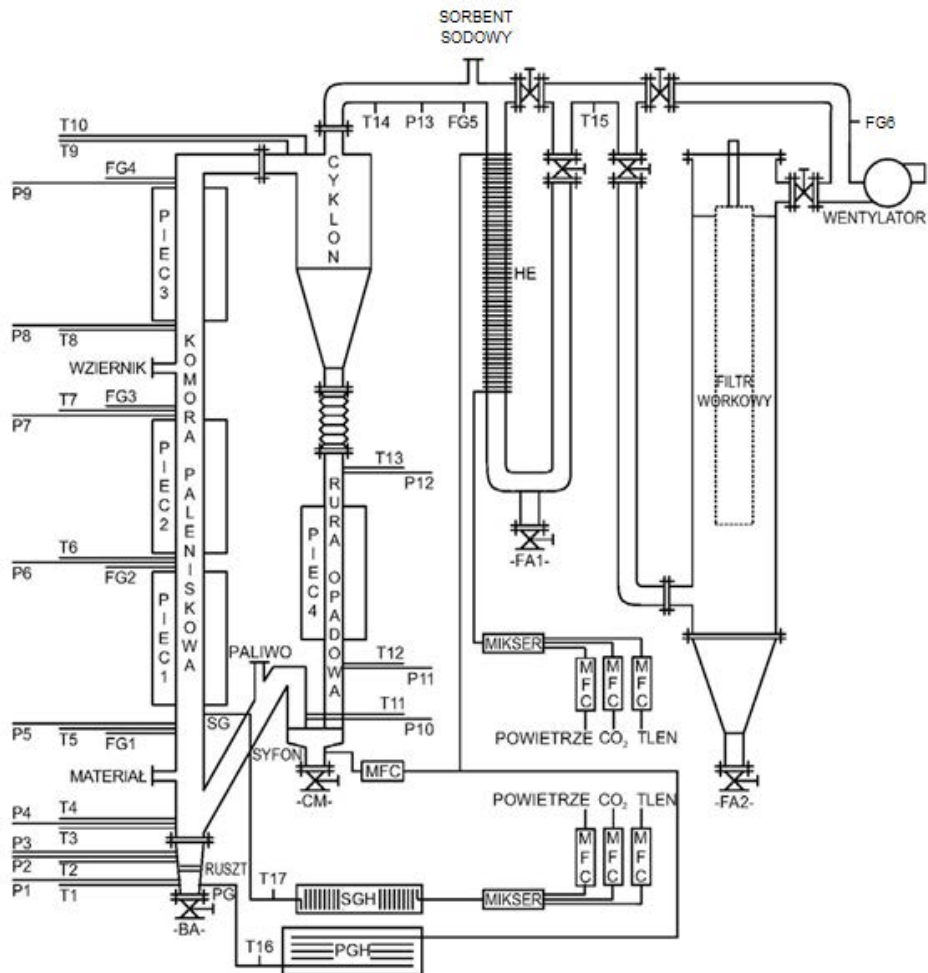 SORBENT
SODOWY
T14
P13
FG5
T15
FG6
T10
T9
FG4
P9
CYKLON
WENTYLATOR
PIEC3
HE
P8
T8
WZIERNIK
KOMORA PALENISKOWA
FG3
T7
P7
FILTR
WORKOWY
T13
P12
PIEC2
RURA OPADOWA
PIEC4
T6
P6
FG2
-FA1-
PIEC1
PALIWO
MIKSER
T12
P11
MFC
MFC
MFC
T11
P10
SG
P5
T5
FG1
POWIETRZE CO₂ TLEN
SYFON
MATERIAŁ
MFC
-CM-
-FA2-
POWIETRZE CO₂ TLEN
P4
T4
T3
P3
MFC
MFC
MFC
P2
T2
RUSZT
P1
T1
PG
T17
SGH
MIKSER
-BA-
T16
PGH